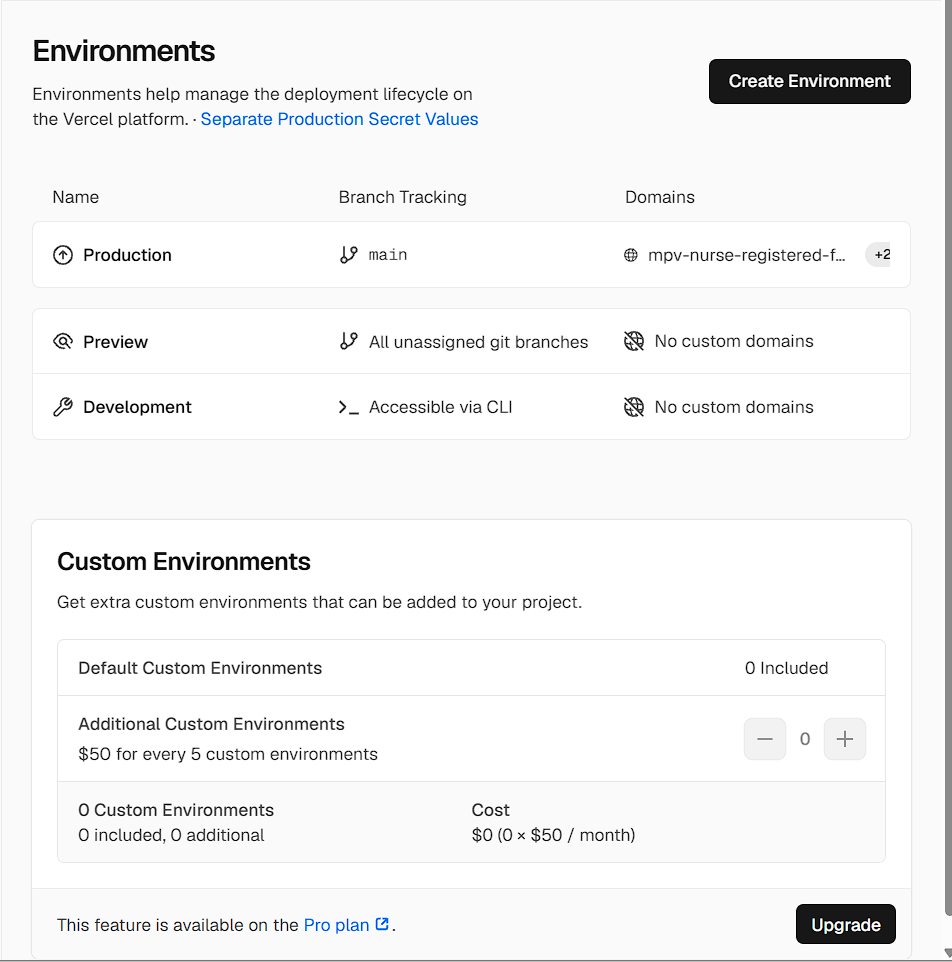 Environments
Create Environment
Environments help manage the deployment lifecycle on
the Vercel platform. · Separate Production Secret Values
Name Branch Tracking Domains
Production main mpv-nurse-registered-f... +2
Preview All unassigned git branches No custom domains
Development Accessible via CLI No custom domains
Custom Environments
Get extra custom environments that can be added to your project.
Default Custom Environments 0 Included
Additional Custom Environments
$50 for every 5 custom environments
0
0 Custom Environments Cost
0 included, 0 additional $0 (0 × $50 / month)
This feature is available on the Pro plan.
Upgrade